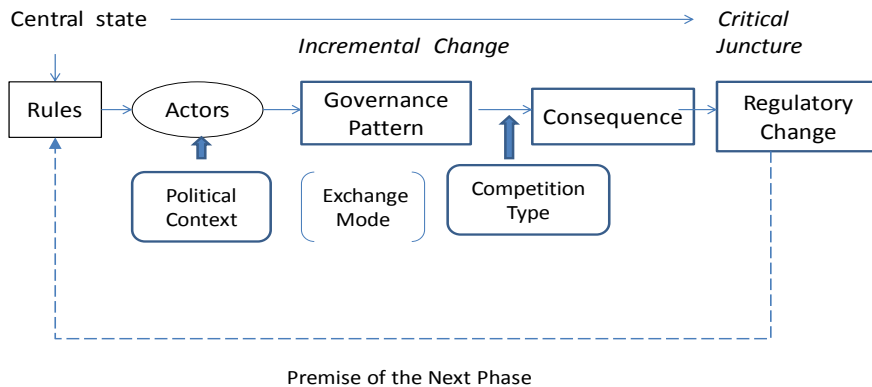 Central state
Critical
Juncture
Incremental Change
Rules
Actors
Governance
Pattern
Consequence
Regulatory
Change
Political
Context
Exchange
Mode
Competition
Type
Premise of the Next Phase